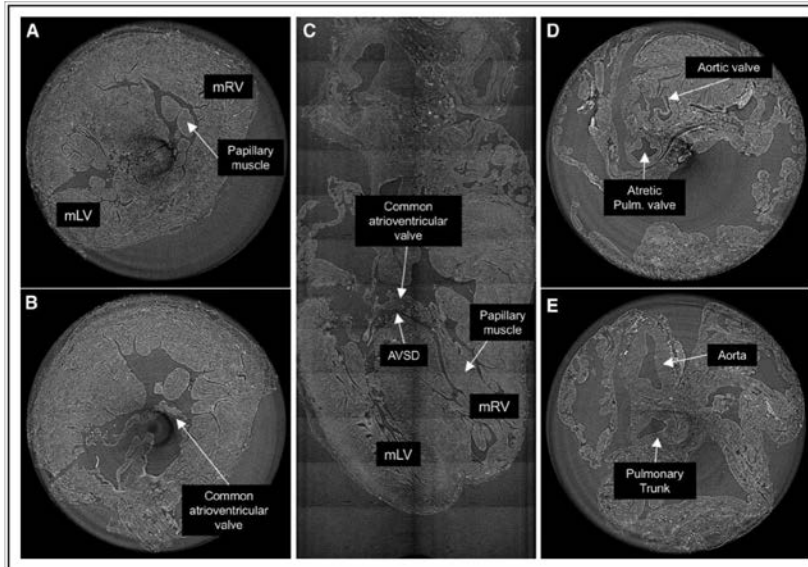 A
mRV
Papillary
muscle
mLV
B
Common
atrioventricular
valve
C
Common
atrioventricular
valve
Papillary
muscle
AVSD
mRV
mLV
D
Aortic valve
Atretic
Pulm. valve
E
Aorta
Pulmonary
Trunk